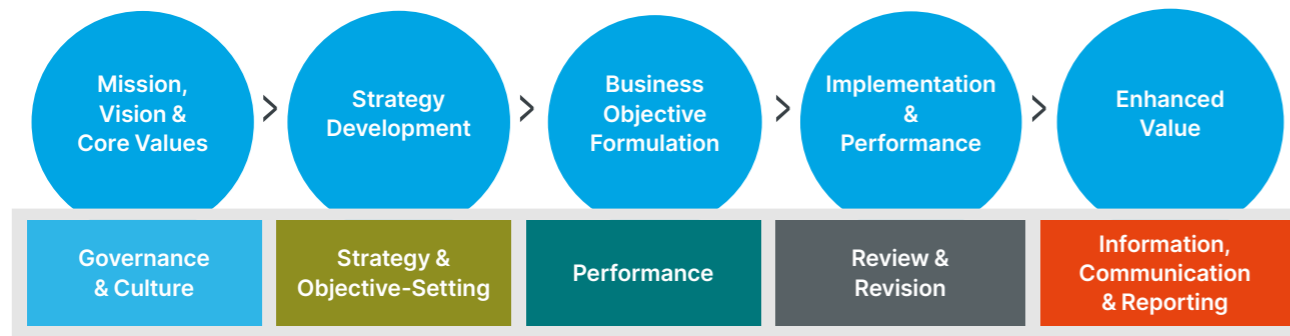 Mission,
Vision &
Core Values
>
Strategy
Development
>
Business
Objective
Formulation
>
Implementation
&
Performance
>
Enhanced
Value
Governance
& Culture
Strategy &
Objective-Setting
Performance
Review &
Revision
Information,
Communication
& Reporting